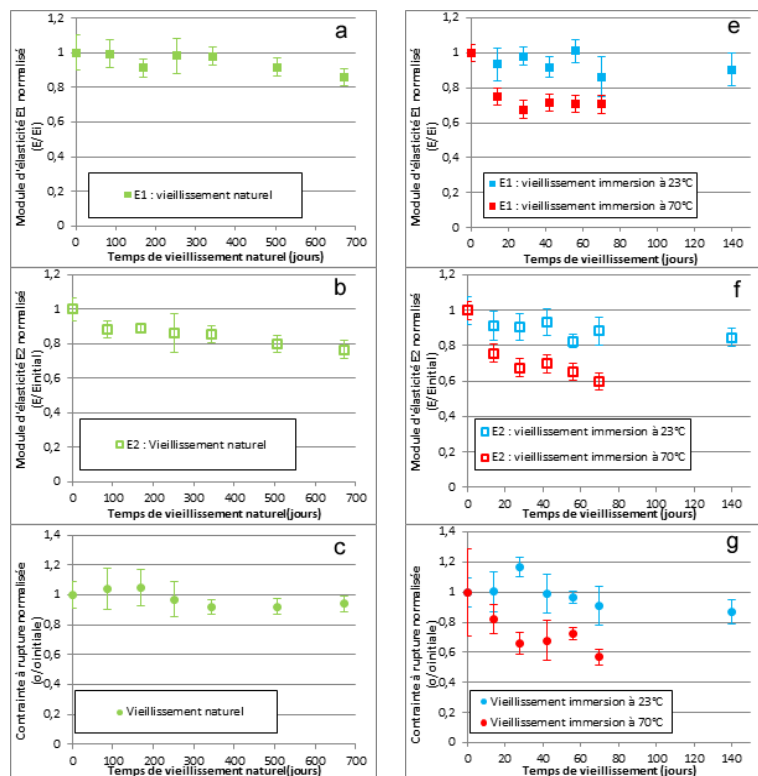 a
Module d'élasticité E1 normalisé
(E/Ei)
1,2
1
0,8
0,6
0,4
0,2
0
E1 : vieillissement naturel
0 100 200 300 400 500 600 700
Temps de vieillissement naturel (jours)
e
Module d'élasticité E1 normalisé
(E/Ei)
1,2
1
0,8
0,6
0,4
0,2
0
E1 : vieillissement immersion à 23°C
E1 : vieillissement immersion à 70°C
0 20 40 60 80 100 120 140
Temps de vieillissement (jours)
b
Module d'élasticité E2 normalisé
(E/Einitial)
1,2
1
0,8
0,6
0,4
0,2
0
E2 : Vieillissement naturel
0 100 200 300 400 500 600 700
Temps de vieillissement naturel(jours)
f
Module d'élasticité E2 normalisé
(E/Einitial)
1,2
1
0,8
0,6
0,4
0,2
0
E2 : vieillissement immersion à 23°C
E2 : vieillissement immersion à 70°C
0 20 40 60 80 100 120 140
Temps de vieillissement (jours)
c
Contrainte à rupture normalisée
(σ/σinitiale)
1,4
1,2
1
0,8
0,6
0,4
0,2
0
Vieillissement naturel
0 100 200 300 400 500 600 700
Temps de vieillissement naturel(jours)
g
Contrainte à rupture normalisée
(σ/σinitiale)
1,4
1,2
1
0,8
0,6
0,4
0,2
0
Vieillissement immersion à 23°C
Vieillissement immersion à 70°C
0 20 40 60 80 100 120 140
Temps de vieillissement (jours)